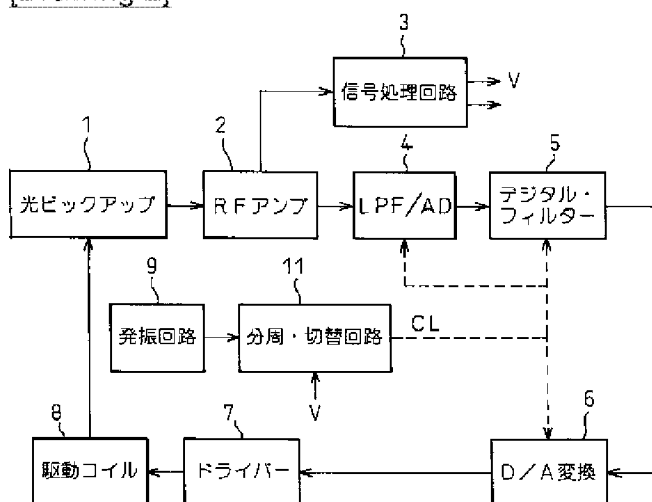 3
信号処理回路
V
1
2
4
5
光ピックアップ
RFアンプ
LPF/AD
デジタル・
フィルター
9
11
発振回路
分周・切替回路
CL
V
8
7
6
駆動コイル
ドライバー
D/A変換